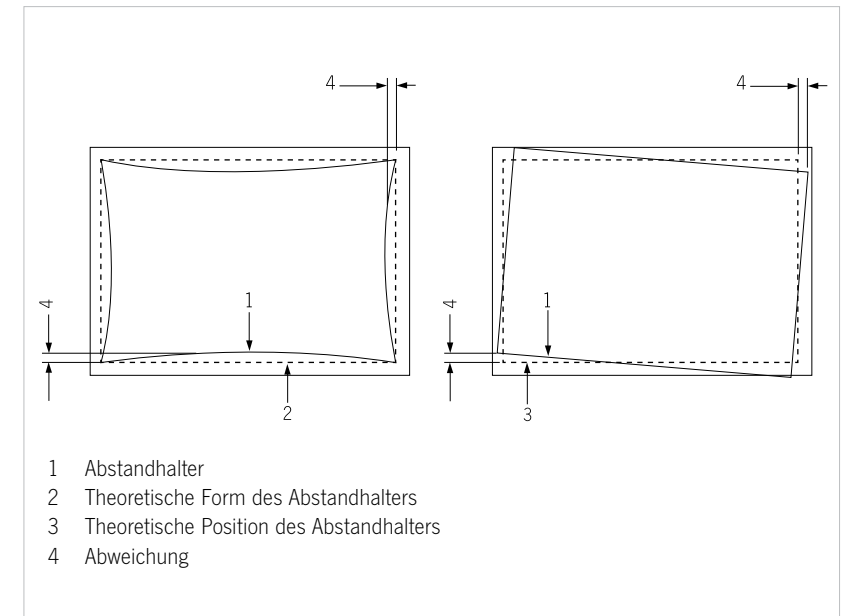 4
4
4
1
4
1
2
3
1 Abstandhalter
2 Theoretische Form des Abstandhalters
3 Theoretische Position des Abstandhalters
4 Abweichung